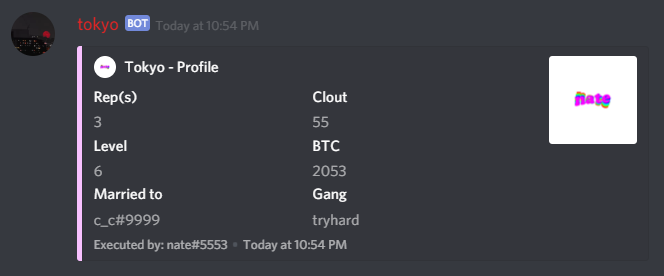 tokyo BOT Today at 10:54 PM
Tokyo - Profile
nate
Rep(s) Clout
3 55
Level BTC
6 2053
Married to Gang
c_c#9999 tryhard
Executed by: nate#5553 • Today at 10:54 PM